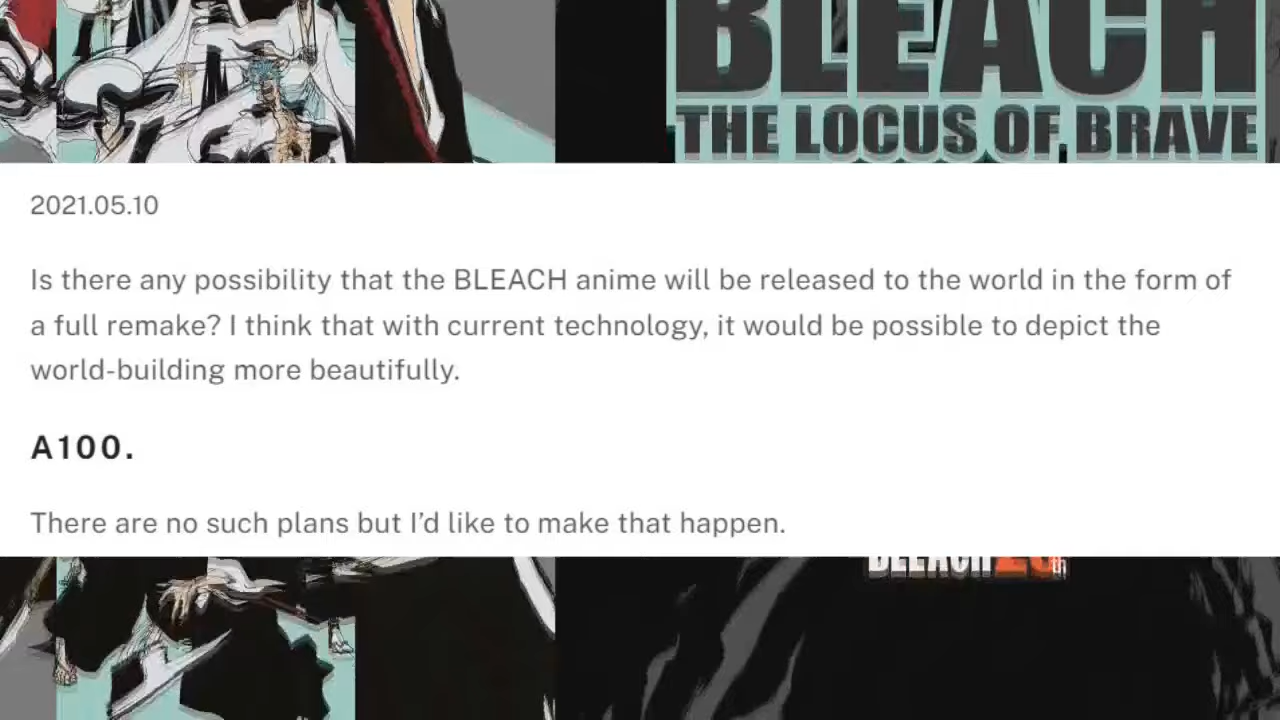 BLEACH
THE LOCUS OF BRAVE
2021.05.10
Is there any possibility that the BLEACH anime will be released to the world in the form of
a full remake? I think that with current technology, it would be possible to depict the
world-building more beautifully.
A100.
There are no such plans but I’d like to make that happen.
BLEACH 20th